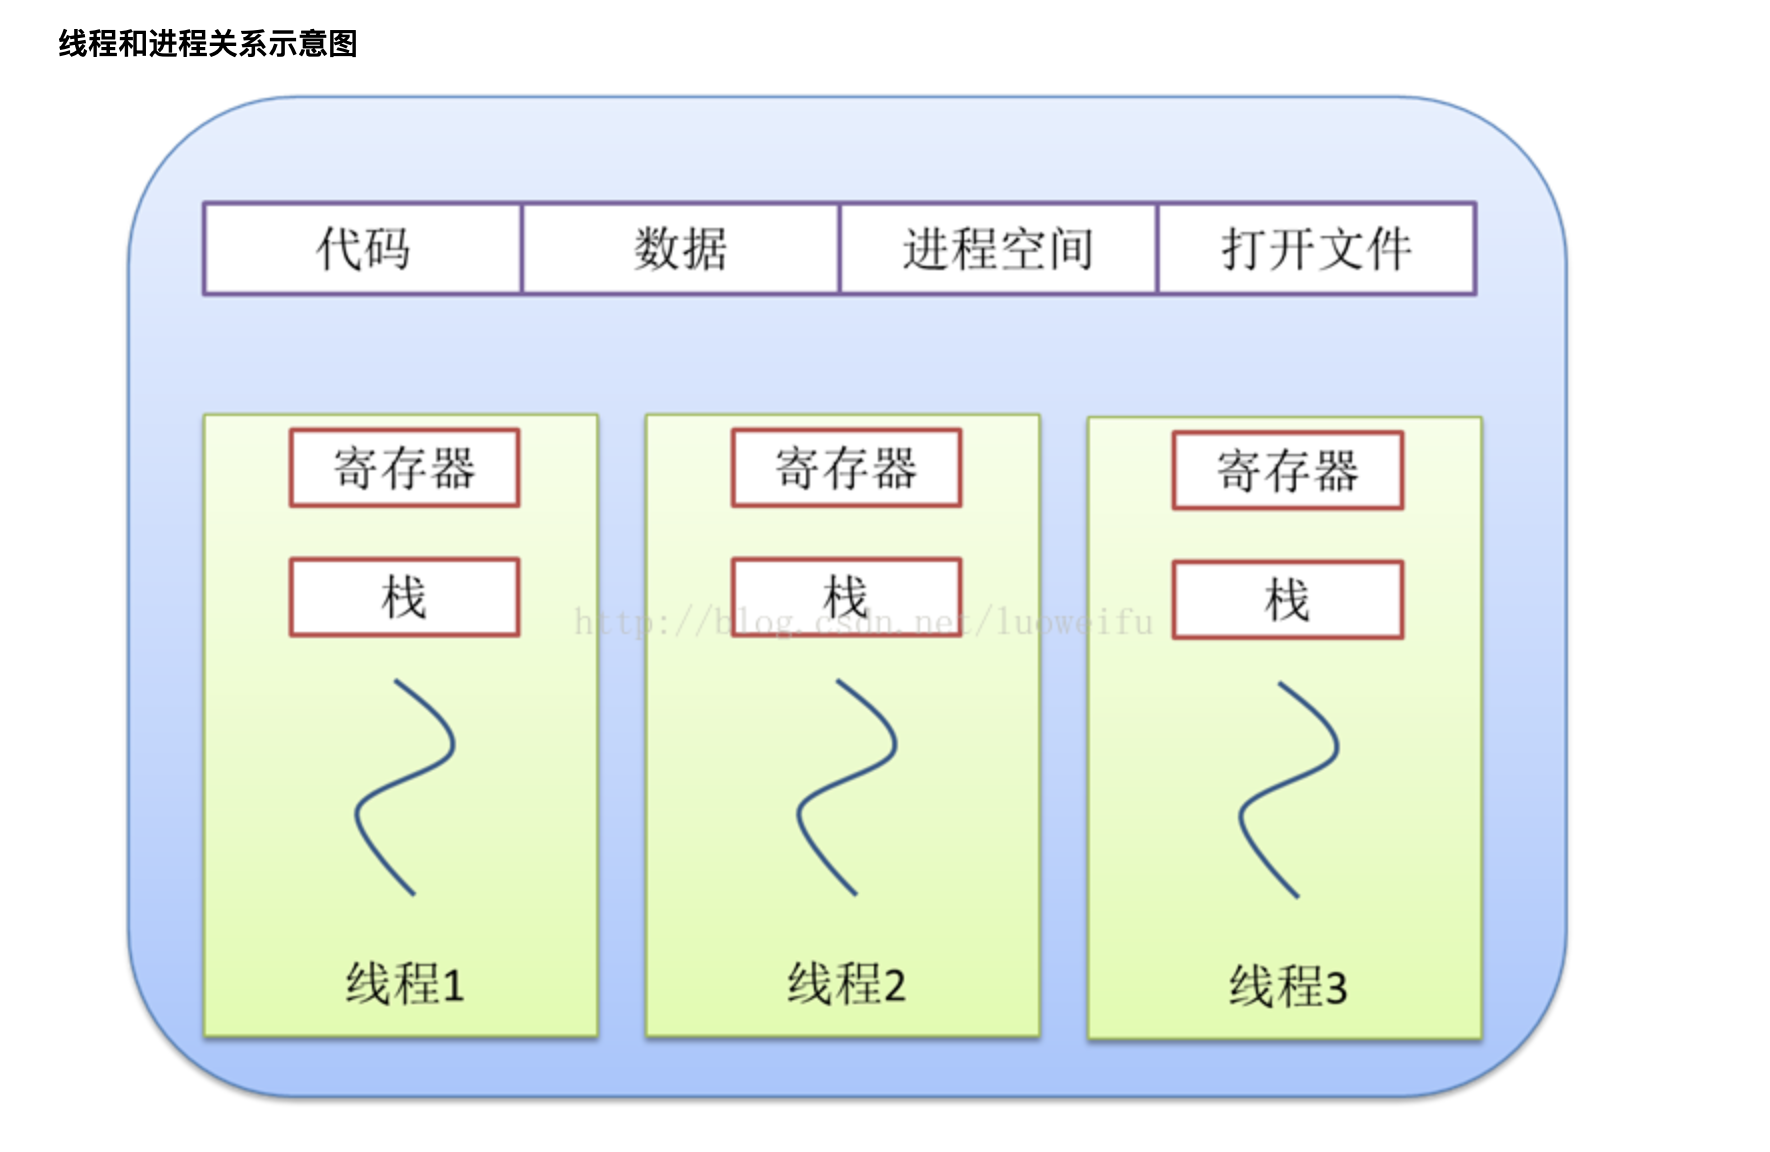 线程和进程关系示意图
代码 数据 进程空间 打开文件
寄存器 寄存器 寄存器
栈 栈 栈
http://blog.csdn.net/luoweifu
线程1 线程2 线程3